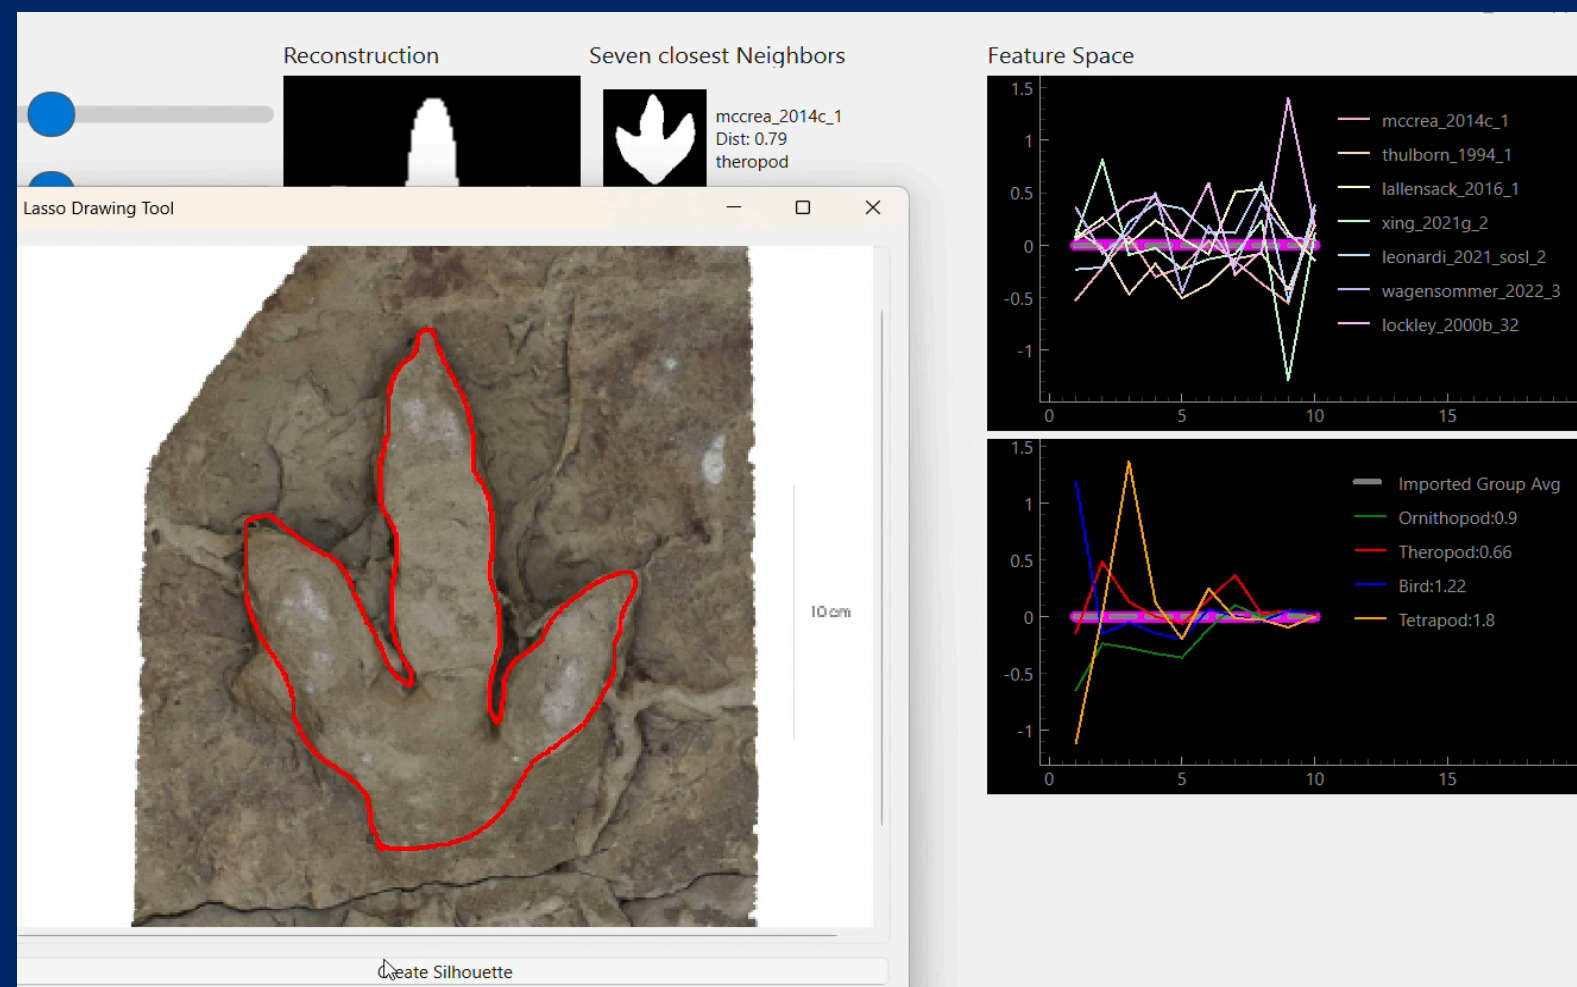 Reconstruction
Seven closest Neighbors
Feature Space
mccrea_2014c_1
Dist: 0.79
theropod
Lasso Drawing Tool
10 cm
Create Silhouette
1.5
1
0.5
0
-0.5
-1
0
5
10
15
mccrea_2014c_1
thulborn_1994_1
lallensack_2016_1
xing_2021g_2
leonardi_2021_sosl_2
wagensommer_2022_3
lockley_2000b_32
1.5
1
0.5
0
-0.5
-1
0
5
10
15
Imported Group Avg
Ornithopod:0.9
Theropod:0.66
Bird:1.22
Tetrapod:1.8